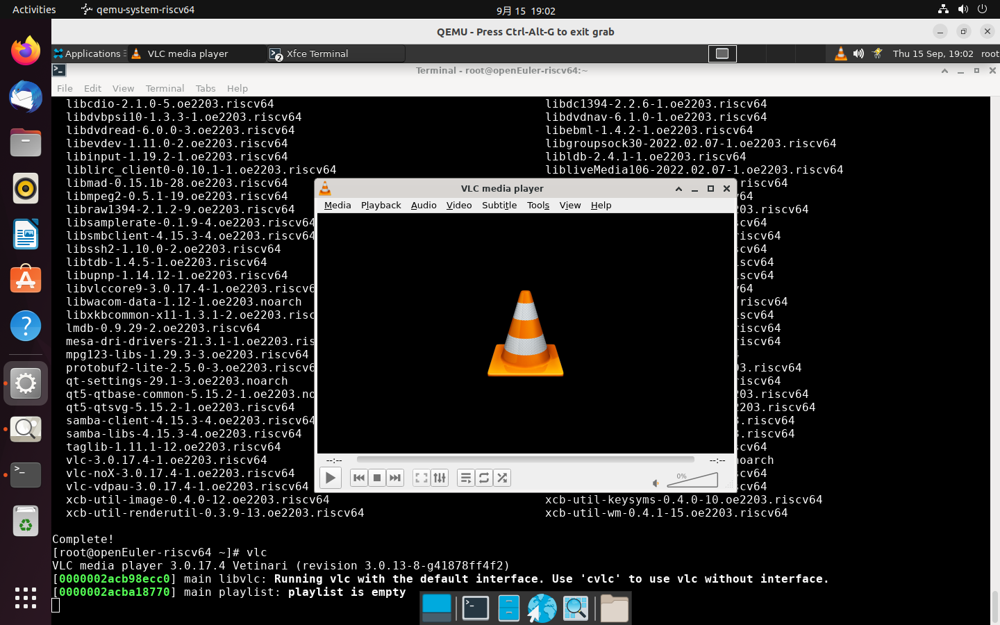 Activities qemu-system-riscv64 9月 15 19:02
QEMU - Press Ctrl-Alt-G to exit grab
Applications VLC media player 2 Xfce Terminal Thu 15 Sep, 19:02 root
Terminal - root@openEuler-riscv64:~
File Edit View Terminal Tabs Help
libcdio-2.1.0-5.oe2203.riscv64 libdc1394-2.2.6-1.oe2203.riscv64
libdvbpsi10-1.3.3-1.oe2203.riscv64 libdvdnav-6.1.0-1.oe2203.riscv64
libdvdread-6.0.0-3.oe2203.riscv64 libebml-1.4.2-1.oe2203.riscv64
libevdev-1.11.0-2.oe2203.riscv64 libgroupsock30-2022.02.07-1.oe2203.riscv64
libinput-1.19.2-1.oe2203.riscv64 libldb-2.4.1-1.oe2203.riscv64
liblirc_client0-0.10.1-1.oe2203.riscv64 libliveMedia106-2022.02.07-1.oe2203.riscv64
libmad-0.15.1b-28.oe2203.riscv64 riscv64
libmpeg2-0.5.1-19.oe2203.riscv64 64
libraw1394-2.1.2-9.oe2203.riscv64 03.riscv64
libsamplerate-0.1.9-4.oe2203.riscv64 cv64
libsmbclient-4.15.3-4.oe2203.riscv64 riscv64
libssh2-1.10.0-2.oe2203.riscv64 cv64
libtdb-1.4.5-1.oe2203.riscv64 iscv64
libupnp-1.14.12-1.oe2203.riscv64 iscv64
libvlccore9-3.0.17.4-1.oe2203.riscv6 64
libwacom-data-1.12-1.oe2203.noarch riscv64
libxkbcommon-x11-1.3.1-2.oe2203.risc iscv64
lmdb-0.9.29-2.oe2203.riscv64 cv64
mesa-dri-drivers-21.3.1-1.oe2203.ris iscv64
mpg123-libs-1.29.3-3.oe2203.riscv64
protobuf2-lite-2.5.0-3.oe2203.riscv6 3.riscv64
qt-settings-29.1-3.oe2203.noarch iscv64
qt5-qtbase-common-5.15.2-1.oe2203.no 203.riscv64
qt5-qtsvg-5.15.2-1.oe2203.riscv64 2203.riscv64
samba-client-4.15.3-4.oe2203.riscv64 .riscv64
samba-libs-4.15.3-4.oe2203.riscv64 .riscv64
taglib-1.11.1-12.oe2203.riscv64 cv64
vlc-3.0.17.4-1.oe2203.riscv64 noarch
vlc-noX-3.0.17.4-1.oe2203.riscv64 cv64
vlc-vdpau-3.0.17.4-1.oe2203.riscv64 cv64
xcb-util-image-0.4.0-12.oe2203.riscv64 xcb-util-keysyms-0.4.0-10.oe2203.riscv64
xcb-util-renderutil-0.3.9-13.oe2203.riscv64 xcb-util-wm-0.4.1-15.oe2203.riscv64
VLC media player
Media Playback Audio Video Subtitle Tools View Help
--:-- --:--
0%
Complete!
[root@openEuler-riscv64 ~]# vlc
VLC media player 3.0.17.4 Vetinari (revision 3.0.13-8-g41878ff4f2)
[0000002acb98ecc0] main libvlc: Running vlc with the default interface. Use 'cvlc' to use vlc without interface.
[0000002acba18770] main playlist: playlist is empty